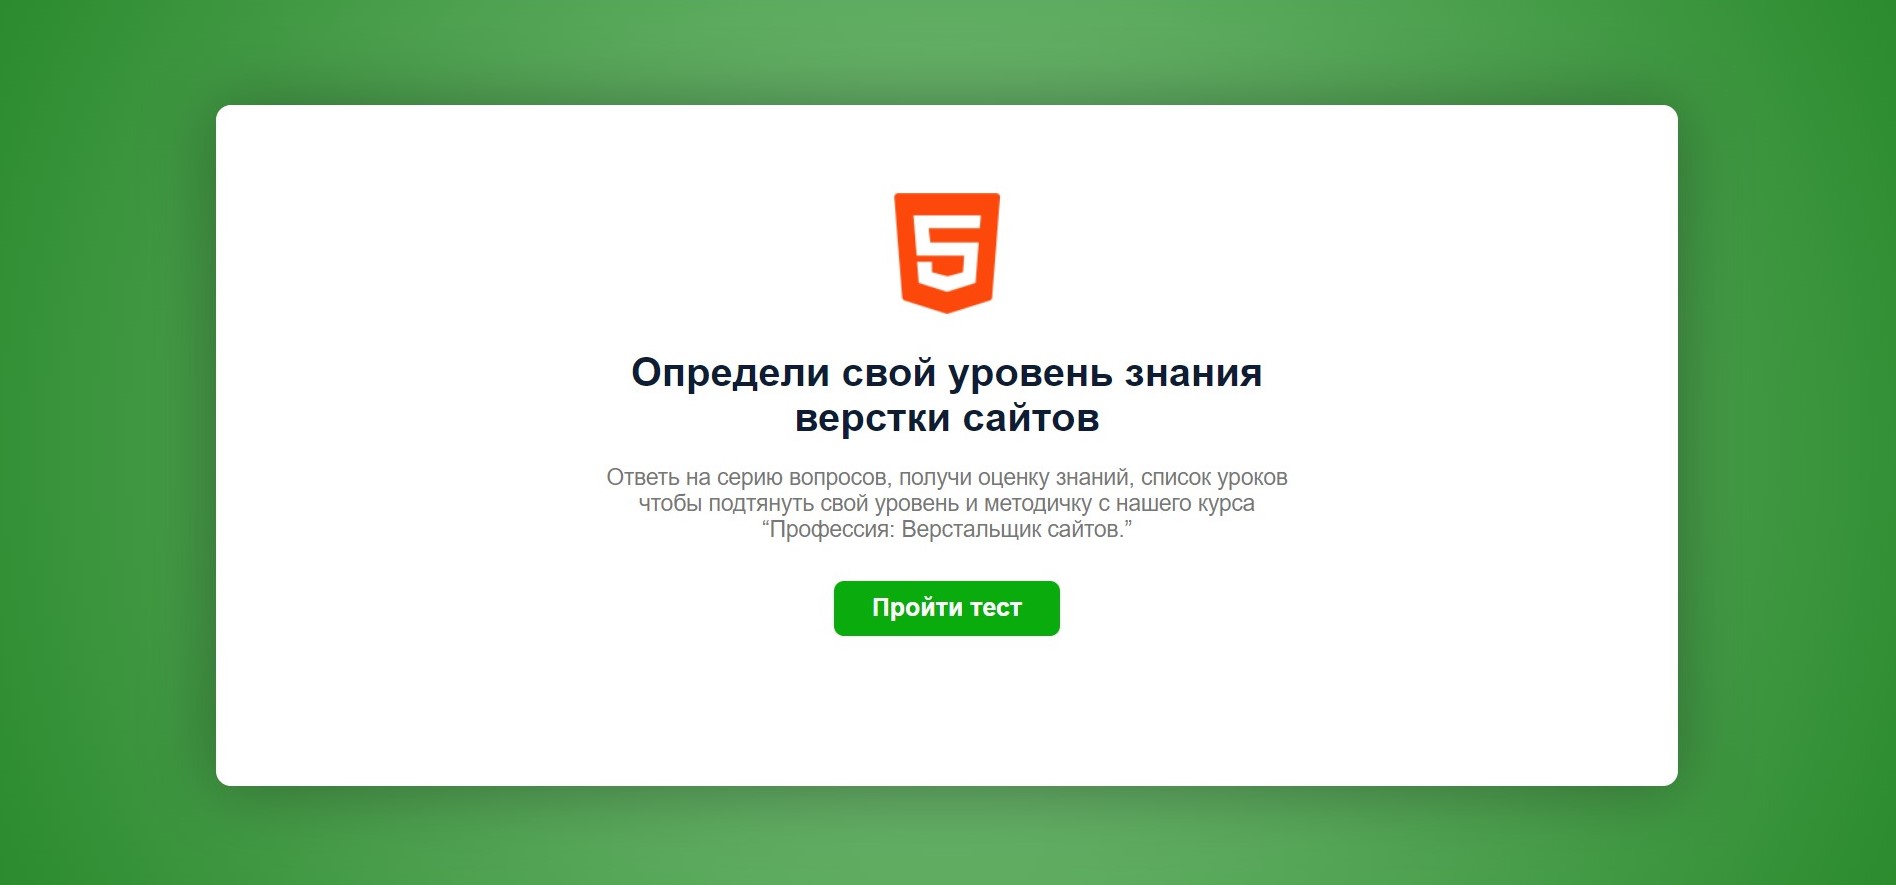 5
Определи свой уровень знания
верстки сайтов
Ответь на серию вопросов, получи оценку знаний, список уроков
чтобы подтянуть свой уровень и методичку с нашего курса
“Профессия: Верстальщик сайтов.”
Пройти тест